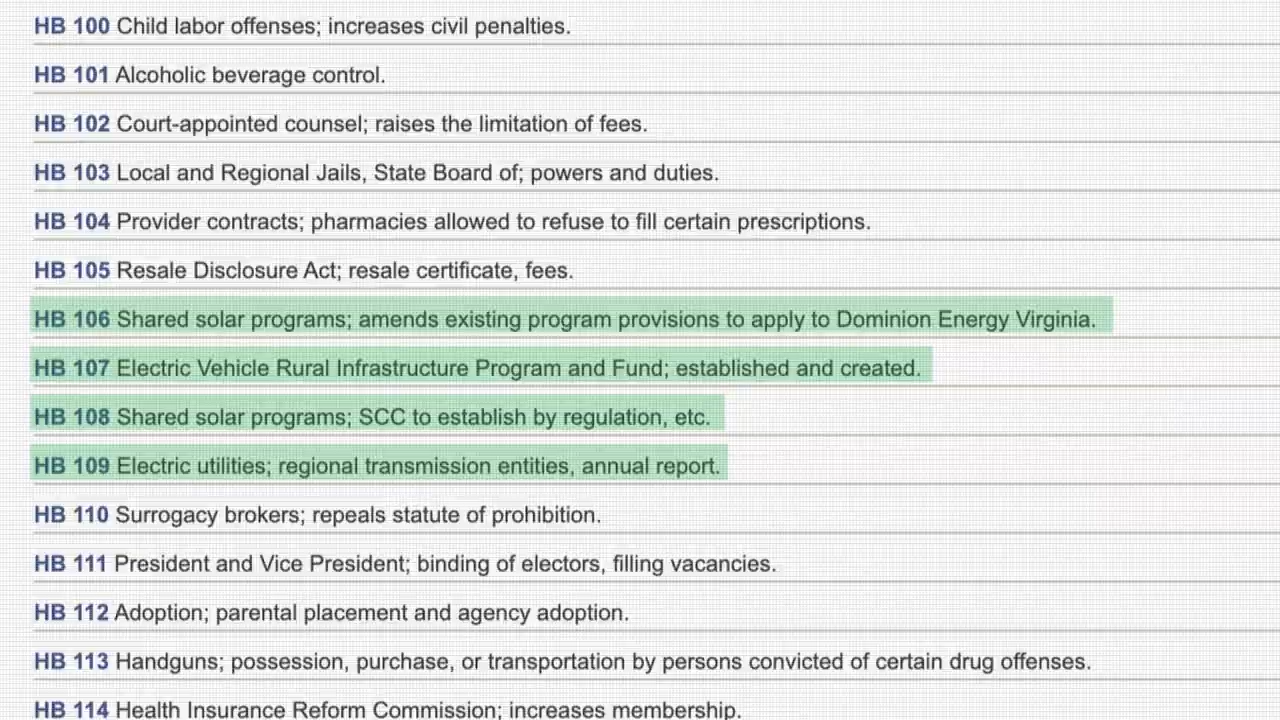 HB 100 Child labor offenses; increases civil penalties.
HB 101 Alcoholic beverage control.
HB 102 Court-appointed counsel; raises the limitation of fees.
HB 103 Local and Regional Jails, State Board of; powers and duties.
HB 104 Provider contracts; pharmacies allowed to refuse to fill certain prescriptions.
HB 105 Resale Disclosure Act; resale certificate, fees.
HB 106 Shared solar programs; amends existing program provisions to apply to Dominion Energy Virginia.
HB 107 Electric Vehicle Rural Infrastructure Program and Fund; established and created.
HB 108 Shared solar programs; SCC to establish by regulation, etc.
HB 109 Electric utilities; regional transmission entities, annual report.
HB 110 Surrogacy brokers; repeals statute of prohibition.
HB 111 President and Vice President; binding of electors, filling vacancies.
HB 112 Adoption; parental placement and agency adoption.
HB 113 Handguns; possession, purchase, or transportation by persons convicted of certain drug offenses.
HB 114 Health Insurance Reform Commission; increases membership.